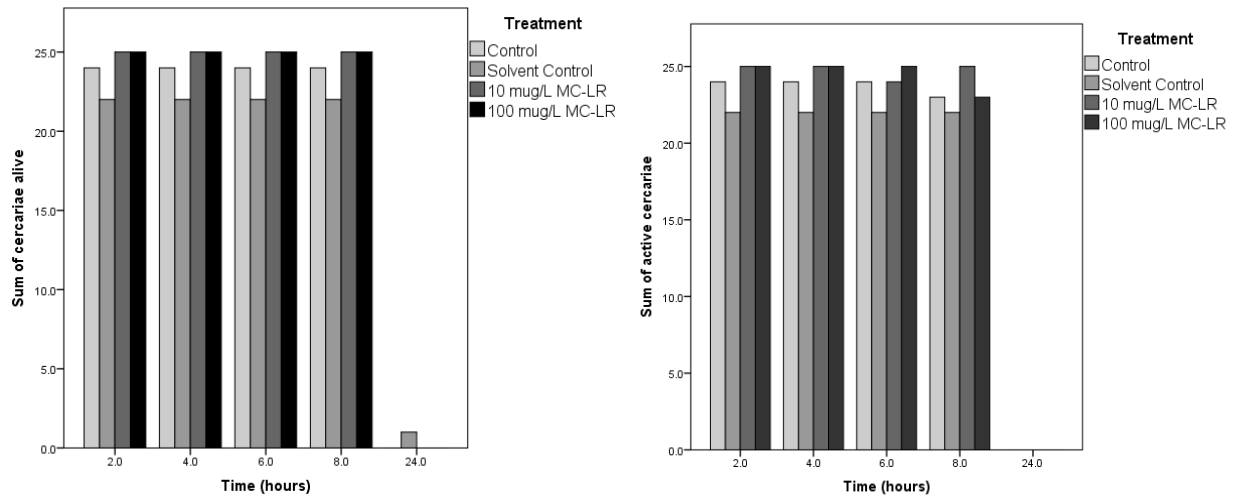 Treatment
Control
Solvent Control
10 mug/L MC-LR
100 mug/L MC-LR
Sum of cercariae alive
25.0
20.0
15.0
10.0
5.0
0.0
2.0 4.0 6.0 8.0 24.0
Time (hours)
Treatment
Control
Solvent Control
10 mug/L MC-LR
100 mug/L MC-LR
Sum of active cercariae
25.0
20.0
15.0
10.0
5.0
0.0
2.0 4.0 6.0 8.0 24.0
Time (hours)